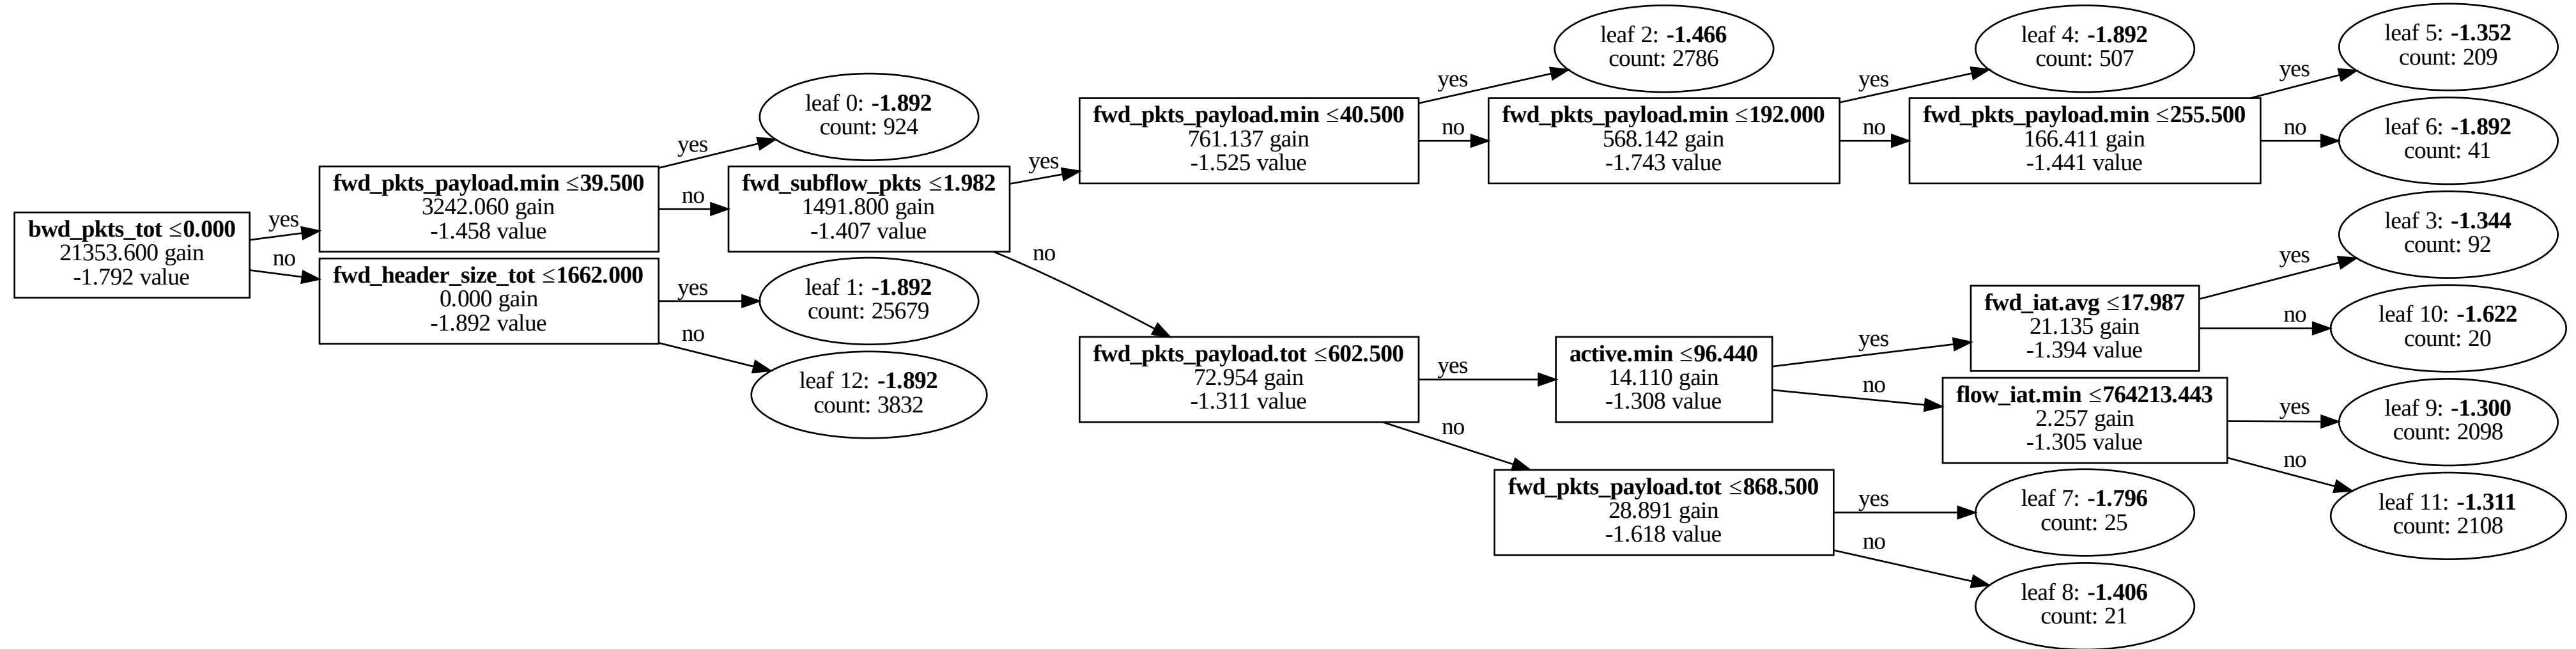 bwd_pkts_tot ≤0.000
21353.600 gain
-1.792 value
yes
no
fwd_pkts_payload.min ≤39.500
3242.060 gain
-1.458 value
yes
no
fwd_header_size_tot ≤1662.000
0.000 gain
-1.892 value
yes
no
leaf 0: -1.892
count: 924
fwd_subflow_pkts ≤1.982
1491.800 gain
-1.407 value
yes
no
leaf 1: -1.892
count: 25679
leaf 12: -1.892
count: 3832
fwd_pkts_payload.min ≤40.500
761.137 gain
-1.525 value
yes
no
fwd_pkts_payload.tot ≤602.500
72.954 gain
-1.311 value
yes
no
leaf 2: -1.466
count: 2786
fwd_pkts_payload.min ≤192.000
568.142 gain
-1.743 value
yes
no
active.min ≤96.440
14.110 gain
-1.308 value
yes
no
fwd_pkts_payload.tot ≤868.500
28.891 gain
-1.618 value
yes
no
leaf 4: -1.892
count: 507
fwd_pkts_payload.min ≤255.500
166.411 gain
-1.441 value
yes
no
fwd_iat.avg ≤17.987
21.135 gain
-1.394 value
yes
no
flow_iat.min ≤764213.443
2.257 gain
-1.305 value
yes
no
leaf 7: -1.796
count: 25
leaf 8: -1.406
count: 21
leaf 5: -1.352
count: 209
leaf 6: -1.892
count: 41
leaf 3: -1.344
count: 92
leaf 10: -1.622
count: 20
leaf 9: -1.300
count: 2098
leaf 11: -1.311
count: 2108